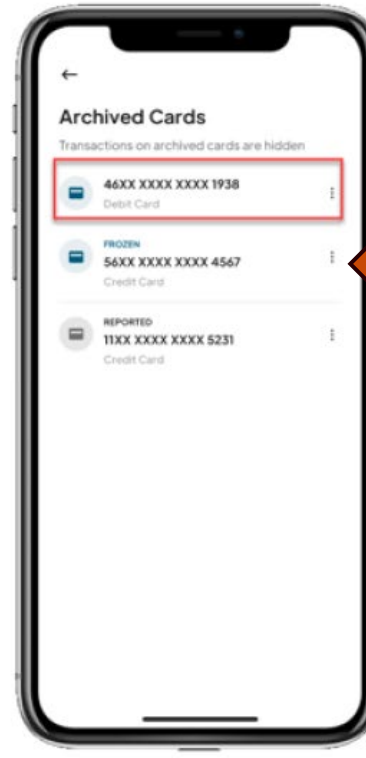 Archived Cards
Transactions on archived cards are hidden
46XX XXXX XXXX 1938
Debit Card
FROZEN
56XX XXXX XXXX 4567
Credit Card
REPORTED
11XX XXXX XXXX 5231
Credit Card